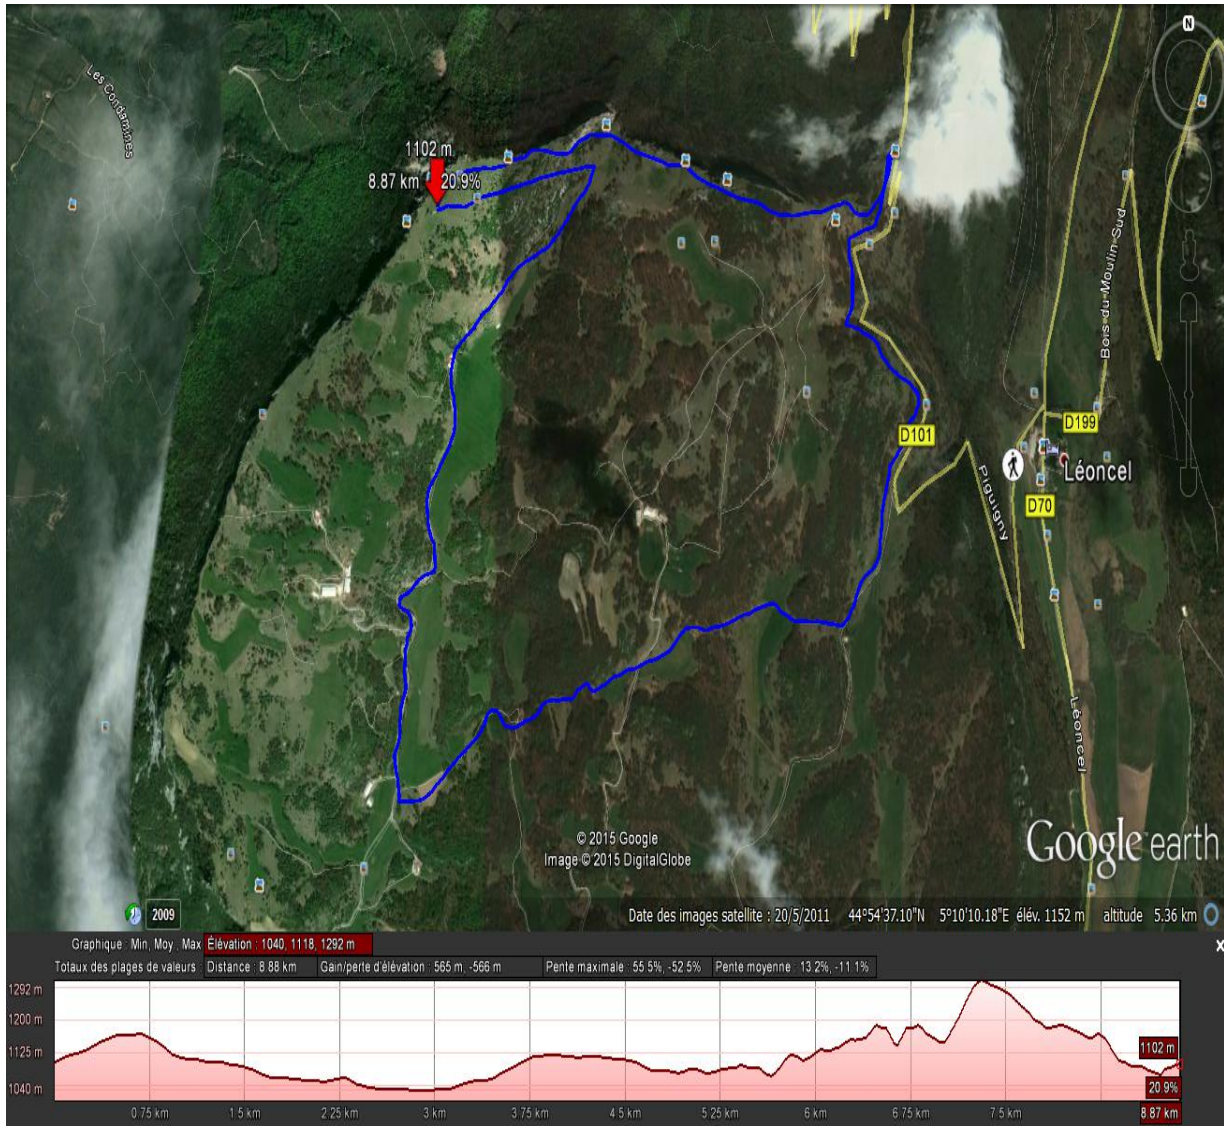 N
Les Condamines
1102 m
8.87 km 20.9%
Bois du Moulin Sud
D199
D101
Léoncel
Piguigny
D70
Léoncel
© 2015 Google
Image © 2015 DigitalGlobe
Google earth
2009
Date des images satellite : 20/5/2011 44°54'37.10"N 5°10'10.18"E élév. 1152 m altitude 5.36 km
Graphique : Min, Moy., Max Élévation : 1040, 1118, 1292 m
x
Totaux des plages de valeurs : Distance : 8.88 km Gain/perte d'élévation : 565 m, -566 m Pente maximale : 55.5%, -52.5% Pente moyenne : 13.2%, -11.1%
1292 m
1200 m
1125 m
1040 m
1102 m
20.9%
0.75 km 1.5 km 2.25 km 3 km 3.75 km 4.5 km 5.25 km 6 km 6.75 km 7.5 km 8.87 km